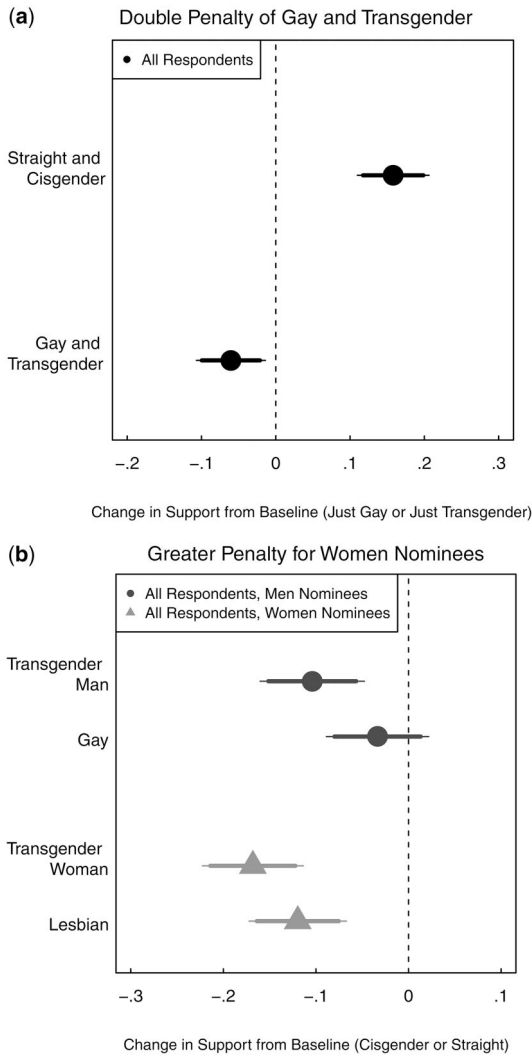 (a) Double Penalty of Gay and Transgender
All Respondents
Straight and
Cisgender
Gay and
Transgender
−.2 −.1 0 .1 .2 .3
Change in Support from Baseline (Just Gay or Just Transgender)
(b) Greater Penalty for Women Nominees
All Respondents, Men Nominees
All Respondents, Women Nominees
Transgender
Man
Gay
Transgender
Woman
Lesbian
−.3 −.2 −.1 0 .1
Change in Support from Baseline (Cisgender or Straight)